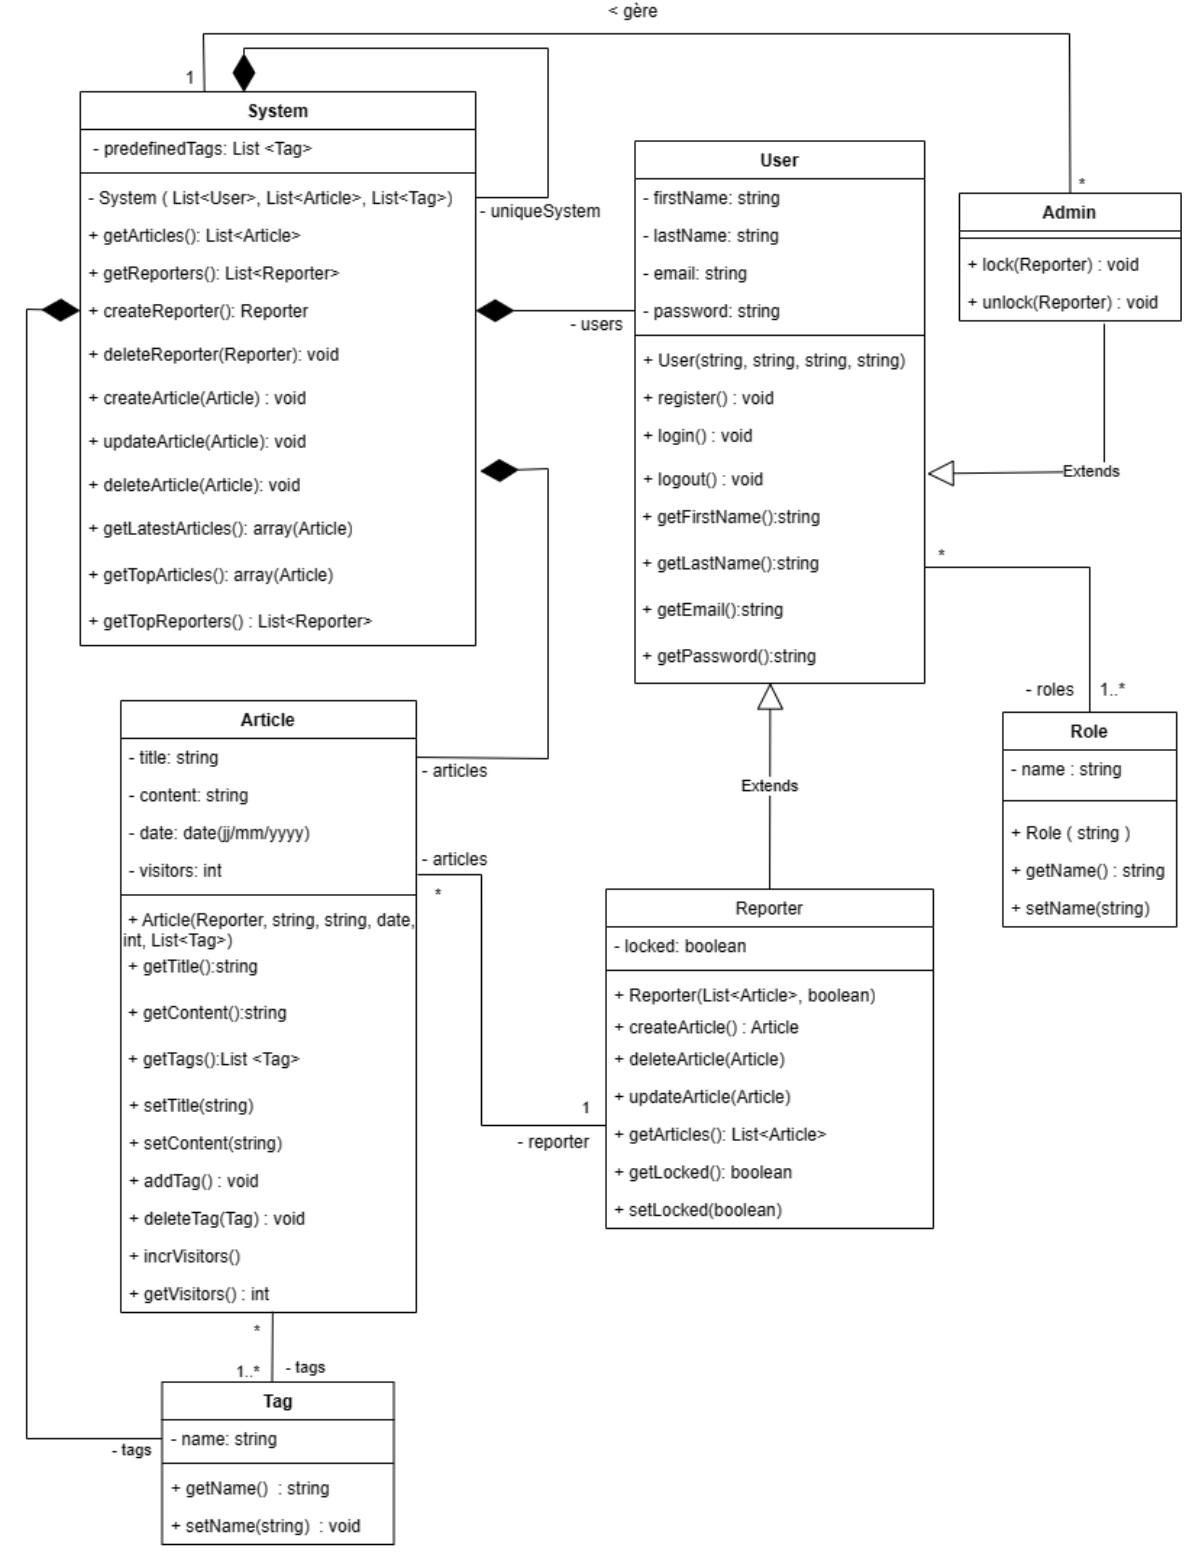 < gère
1
System
- predefinedTags: List <Tag>
- System ( List<User>, List<Article>, List<Tag>)
+ getArticles(): List<Article>
+ getReporters(): List<Reporter>
+ createReporter(): Reporter
+ deleteReporter(Reporter): void
+ createArticle(Article) : void
+ updateArticle(Article): void
+ deleteArticle(Article): void
+ getLatestArticles(): array(Article)
+ getTopArticles(): array(Article)
+ getTopReporters() : List<Reporter>
- uniqueSystem
- users
User
- firstName: string
- lastName: string
- email: string
- password: string
+ User(string, string, string, string)
+ register() : void
+ login() : void
+ logout() : void
+ getFirstName():string
+ getLastName():string
+ getEmail():string
+ getPassword():string
*
Admin
+ lock(Reporter) : void
+ unlock(Reporter) : void
Extends
*
- roles
1..*
Role
- name : string
+ Role ( string )
+ getName() : string
+ setName(string)
Extends
Article
- title: string
- content: string
- date: date(jj/mm/yyyy)
- visitors: int
+ Article(Reporter, string, string, date,
int, List<Tag>)
+ getTitle():string
+ getContent():string
+ getTags():List <Tag>
+ setTitle(string)
+ setContent(string)
+ addTag() : void
+ deleteTag(Tag) : void
+ incrVisitors()
+ getVisitors() : int
- articles
- articles
*
1
- reporter
Reporter
- locked: boolean
+ Reporter(List<Article>, boolean)
+ createArticle() : Article
+ deleteArticle(Article)
+ updateArticle(Article)
+ getArticles(): List<Article>
+ getLocked(): boolean
+ setLocked(boolean)
*
1..*
- tags
Tag
- name: string
+ getName() : string
+ setName(string) : void
- tags